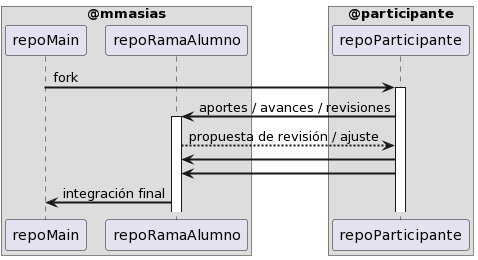 @mmasias
@participante
repoMain
repoRamaAlumno
repoParticipante
fork
aportes / avances / revisiones
propuesta de revisión / ajuste
integración final
repoMain
repoRamaAlumno
repoParticipante